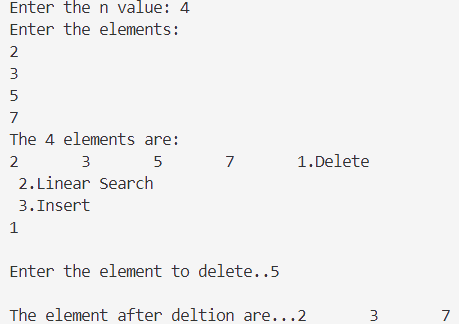 Enter the n value: 4
Enter the elements:
2
3
5
7
The 4 elements are:
2       3       5       7       1.Delete
 2.Linear Search
 3.Insert
1

Enter the element to delete..5

The element after deltion are...2       3       7